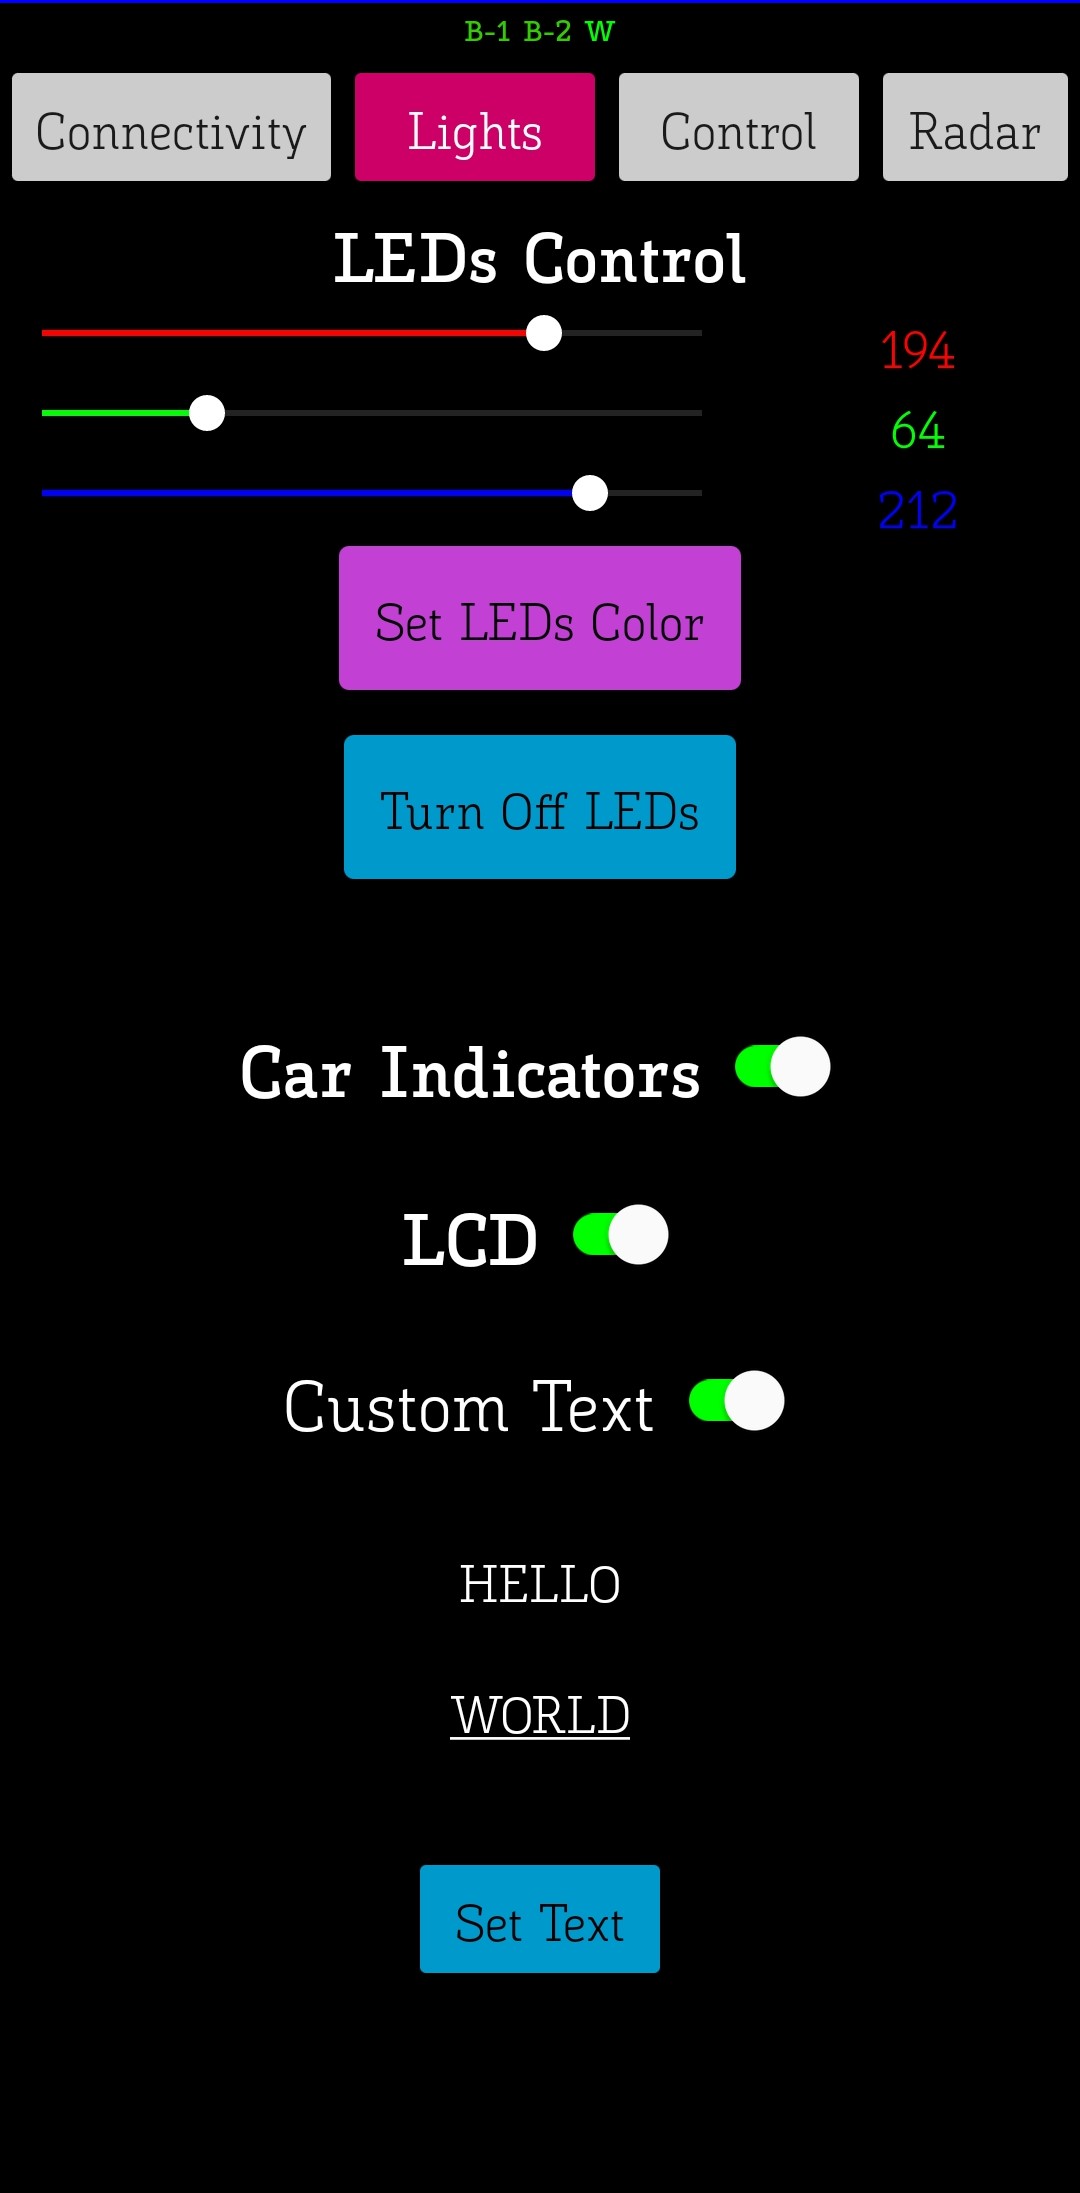 B-1 B-2 W
Connectivity Lights Control Radar
LEDs Control
194
64
212
Set LEDs Color
Turn Off LEDs
Car Indicators
LCD
Custom Text
HELLO
WORLD
Set Text